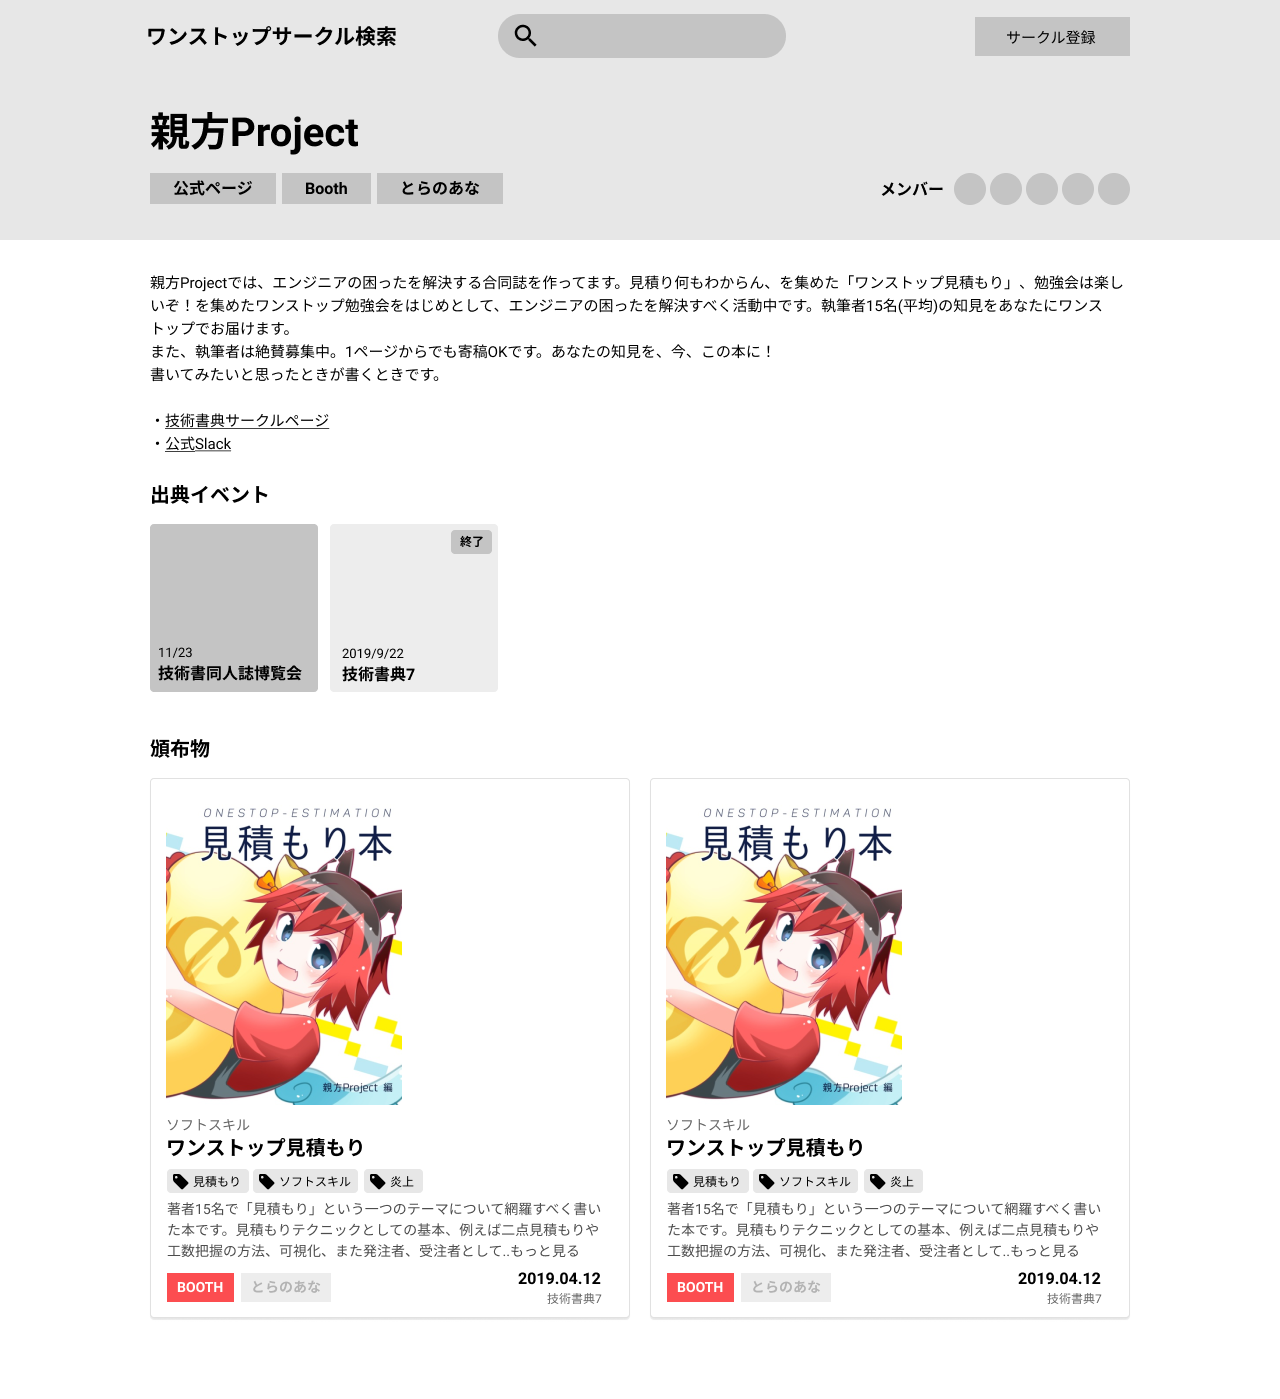 ワンストップサークル検索
サークル登録
親方Project
公式ページ
Booth
とらのあな
メンバー
親方Projectでは、エンジニアの困ったを解決する合同誌を作ってます。見積り何もわからん、を集めた「ワンストップ見積もり」、勉強会は楽し
いぞ！を集めたワンストップ勉強会をはじめとして、エンジニアの困ったを解決すべく活動中です。執筆者15名(平均)の知見をあなたにワンス
トップでお届けます。
また、執筆者は絶賛募集中。1ページからでも寄稿OKです。あなたの知見を、今、この本に！
書いてみたいと思ったときが書くときです。
・技術書典サークルページ
・公式Slack
出典イベント
11/23
技術書同人誌博覧会
終了
2019/9/22
技術書典7
頒布物
ONESTOP-ESTIMATION
見積もり本
親方Project 編
ソフトスキル
ワンストップ見積もり
見積もり
ソフトスキル
炎上
著者15名で「見積もり」という一つのテーマについて網羅すべく書い
た本です。見積もりテクニックとしての基本、例えば二点見積もりや
工数把握の方法、可視化、また発注者、受注者として..もっと見る
BOOTH
とらのあな
2019.04.12
技術書典7
ONESTOP-ESTIMATION
見積もり本
親方Project 編
ソフトスキル
ワンストップ見積もり
見積もり
ソフトスキル
炎上
著者15名で「見積もり」という一つのテーマについて網羅すべく書い
た本です。見積もりテクニックとしての基本、例えば二点見積もりや
工数把握の方法、可視化、また発注者、受注者として..もっと見る
BOOTH
とらのあな
2019.04.12
技術書典7